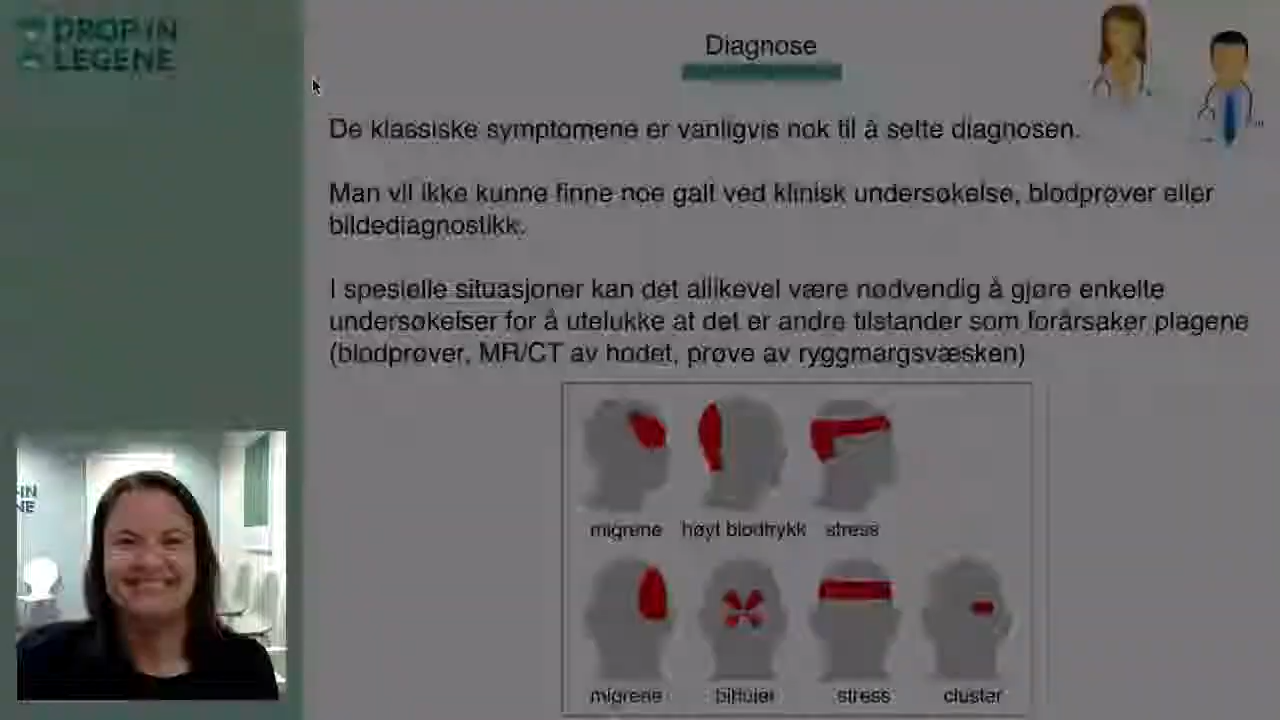 DROP-IN
LEGENE
Diagnose
De klassiske symptomene er vanligvis nok til å sette diagnosen.
Man vil ikke kunne finne noe galt ved klinisk undersøkelse, blodprøver eller
bildediagnostikk.
I spesielle situasjoner kan det allikevel være nødvendig å gjøre enkelte
undersøkelser for å utelukke at det er andre tilstander som forårsaker plagene
(blodprøver, MR/CT av hodet, prøve av ryggmargsvæsken)
migrene høyt blodtrykk stress
-IN
NE
migrene bihuler stress cluster